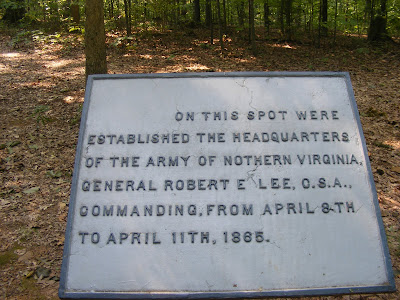 ON THIS SPOT WERE
ESTABLISHED THE HEADQUARTERS
OF THE ARMY OF NOTHERN VIRGINIA,
GENERAL ROBERT E LEE, C.S.A.,
COMMANDING, FROM APRIL 8TH
TO APRIL 11TH, 1865.